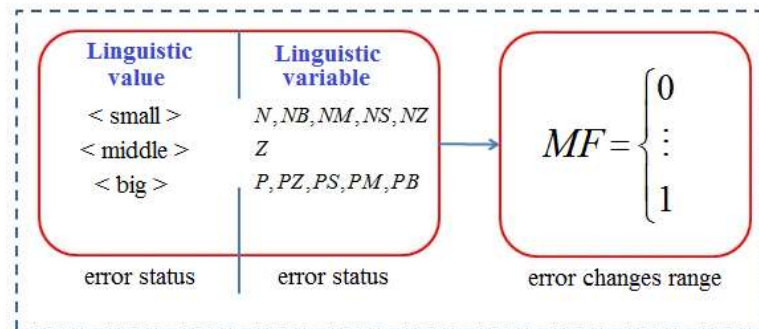 Linguistic value Linguistic variable
< small > N, NB, NM, NS, NZ
< middle > Z
< big > P, PZ, PS, PM, PB
MF = { 0 ⋮ 1
error status error status error changes range